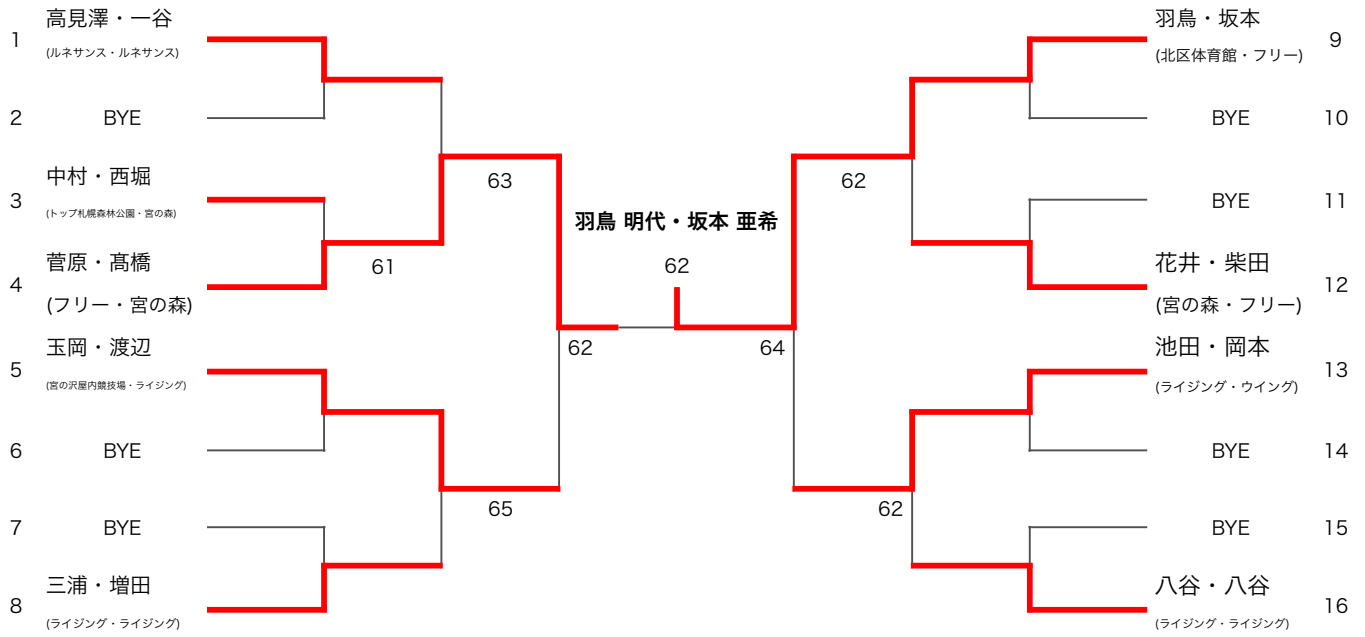 1
高見澤・一谷
(ルネサンス・ルネサンス)
2
BYE
3
中村・西堀
(トップ札幌森林公園・宮の森)
4
菅原・髙橋
(フリー・宮の森)
5
玉岡・渡辺
(宮の沢屋内競技場・ライジング)
6
BYE
7
BYE
8
三浦・増田
(ライジング・ライジング)
61
63
65
62
羽鳥 明代・坂本 亜希
62
64
62
62
羽鳥・坂本
(北区体育館・フリー)
9
BYE
10
BYE
11
花井・柴田
(宮の森・フリー)
12
池田・岡本
(ライジング・ウイング)
13
BYE
14
BYE
15
八谷・八谷
(ライジング・ライジング)
16